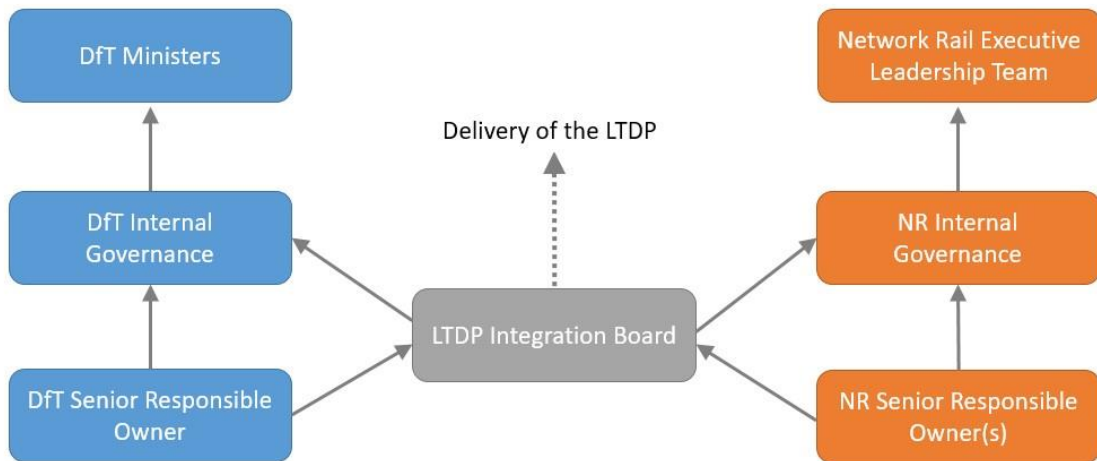 DfT Ministers
Network Rail Executive
Leadership Team
Delivery of the LTDP
DfT Internal
Governance
NR Internal
Governance
LTDP Integration Board
DfT Senior Responsible
Owner
NR Senior Responsible
Owner(s)